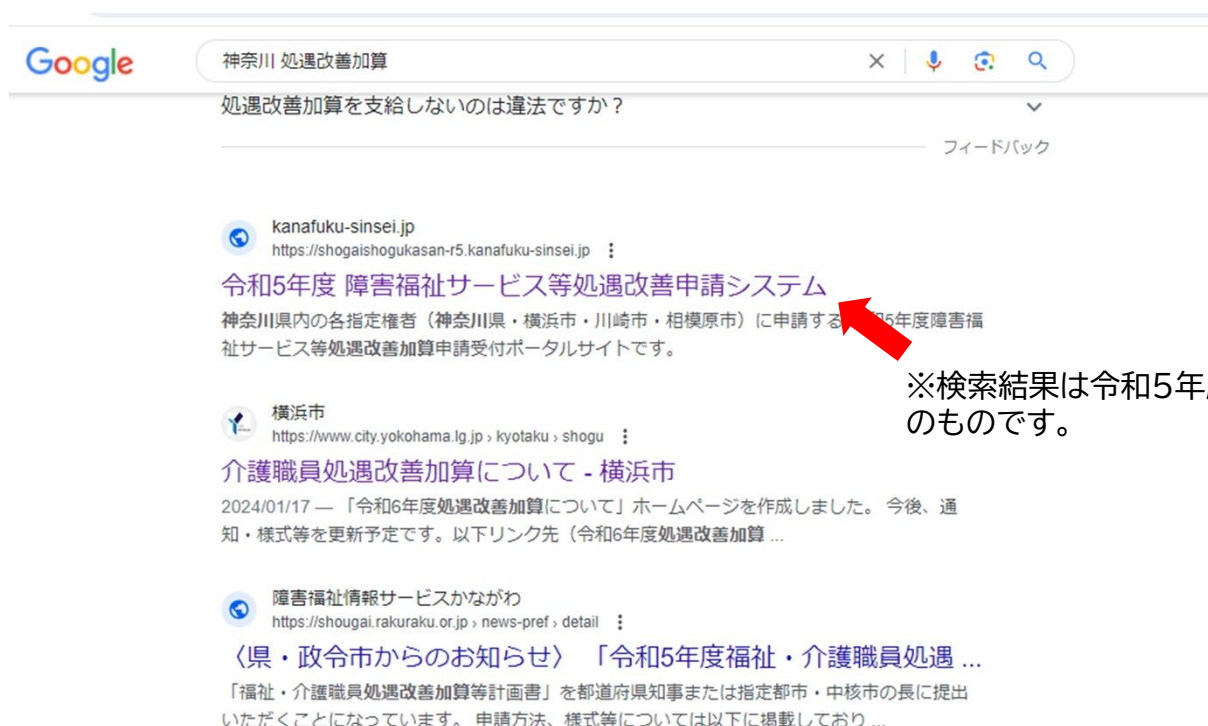 Google
神奈川 処遇改善加算
処遇改善加算を支給しないのは違法ですか？
フィードバック
kanafuku-sinsei.jp
https://shogaishogukasan-r5.kanafuku-sinsei.jp
令和5年度 障害福祉サービス等処遇改善申請システム
神奈川県内の各指定権者（神奈川県・横浜市・川崎市・相模原市）に申請する 5年度障害福
祉サービス等処遇改善加算申請受付ポータルサイトです。
※検索結果は令和5年
のものです。
横浜市
https://www.city.yokohama.lg.jp › kyotaku › shogu
介護職員処遇改善加算について - 横浜市
2024/01/17 — 「令和6年度処遇改善加算について」ホームページを作成しました。 今後、通
知・様式等を更新予定です。以下リンク先（令和6年度処遇改善加算 ...
障害福祉情報サービスかながわ
https://shougai.rakuraku.or.jp › news-pref › detail
〈県・政令市からのお知らせ〉 「令和5年度福祉・介護職員処遇 ...
「福祉・介護職員処遇改善加算等計画書」を都道府県知事または指定都市・中核市の長に提出
いただくことになっています。 申請方法、様式等については以下に掲載しており ...